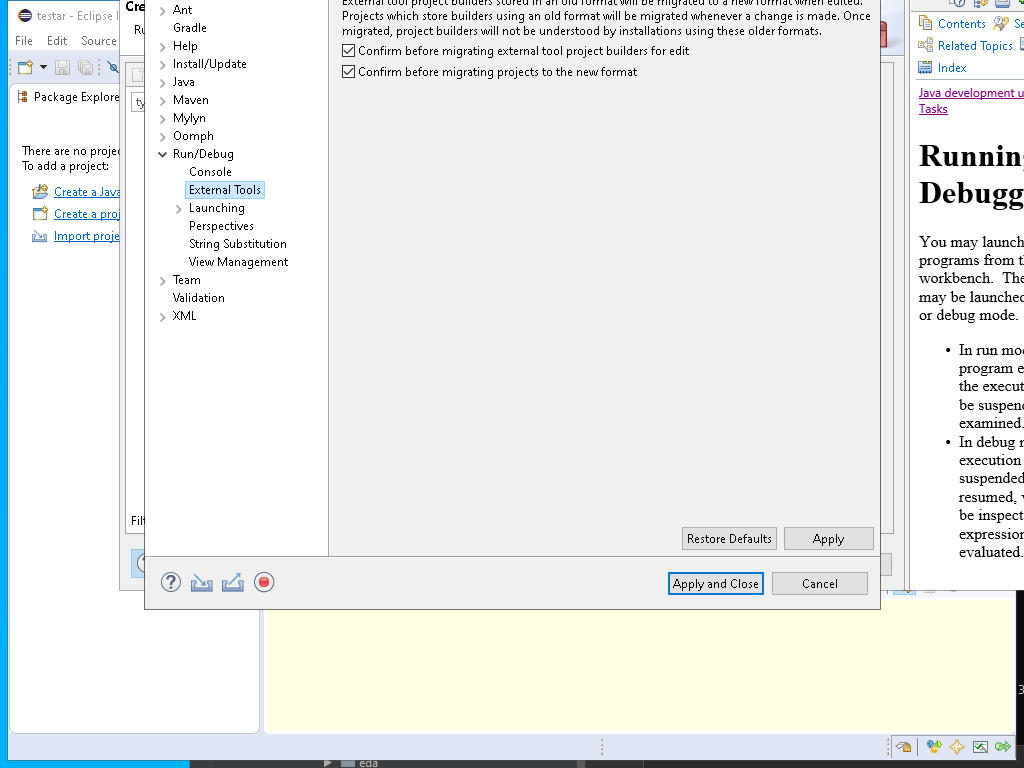 testar - Eclipse I
File Edit Source
Package Explore
There are no projec
To add a project:
Create a Java
Create a proj
Import proje
Cre
Ru
ty
Filt
Ant
Gradle
Help
Install/Update
Java
Maven
Mylyn
Oomph
Run/Debug
Console
External Tools
Launching
Perspectives
String Substitution
View Management
Team
Validation
XML
External tool project builders stored in an old format will be migrated to a new format when edited.
Projects which store builders using an old format will be migrated whenever a change is made. Once
migrated, project builders will not be understood by installations using these older formats.
Confirm before migrating external tool project builders for edit
Confirm before migrating projects to the new format
Restore Defaults
Apply
Apply and Close
Cancel
Contents
Se
Related Topics
Index
Java development u
Tasks
Running
Debugg
You may launch
programs from th
workbench. The
may be launched
or debug mode.
• In run mod
program e
the execut
be suspend
examined.
• In debug m
execution
suspended
resumed, v
be inspect
expression
evaluated.
3
eda